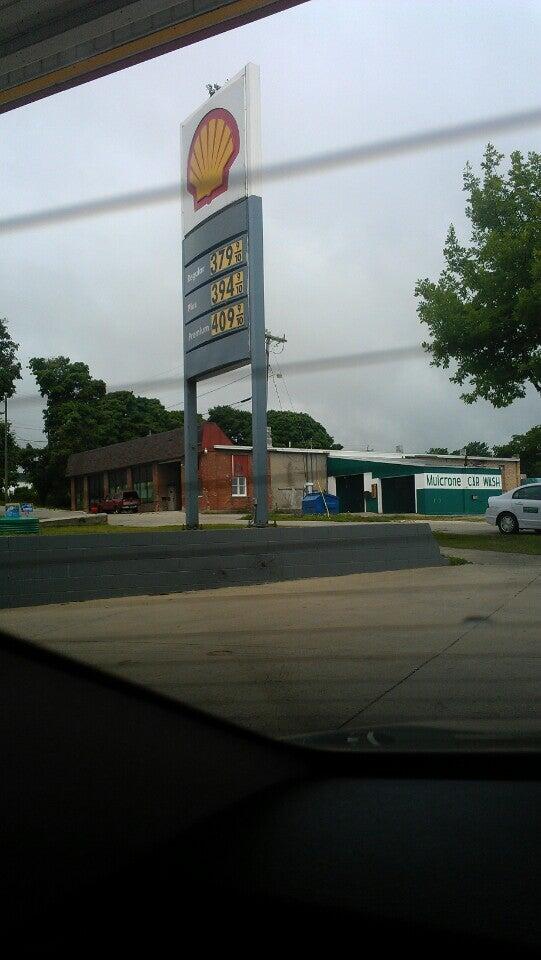 Regular 379 9/10
Plus 394 9/10
Premium 409 9/10
Mulcrone CAR WASH